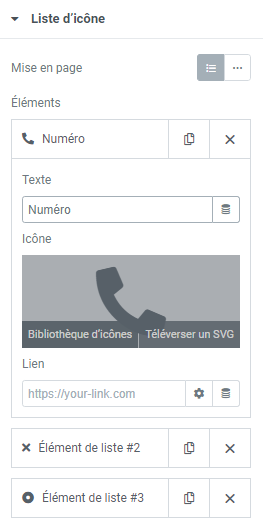 Liste d’icône
Mise en page
Éléments
Numéro
Texte
Numéro
Icône
Bibliothèque d’icônes Téléverser un SVG
Lien
https://your-link.com
Élément de liste #2
Élément de liste #3